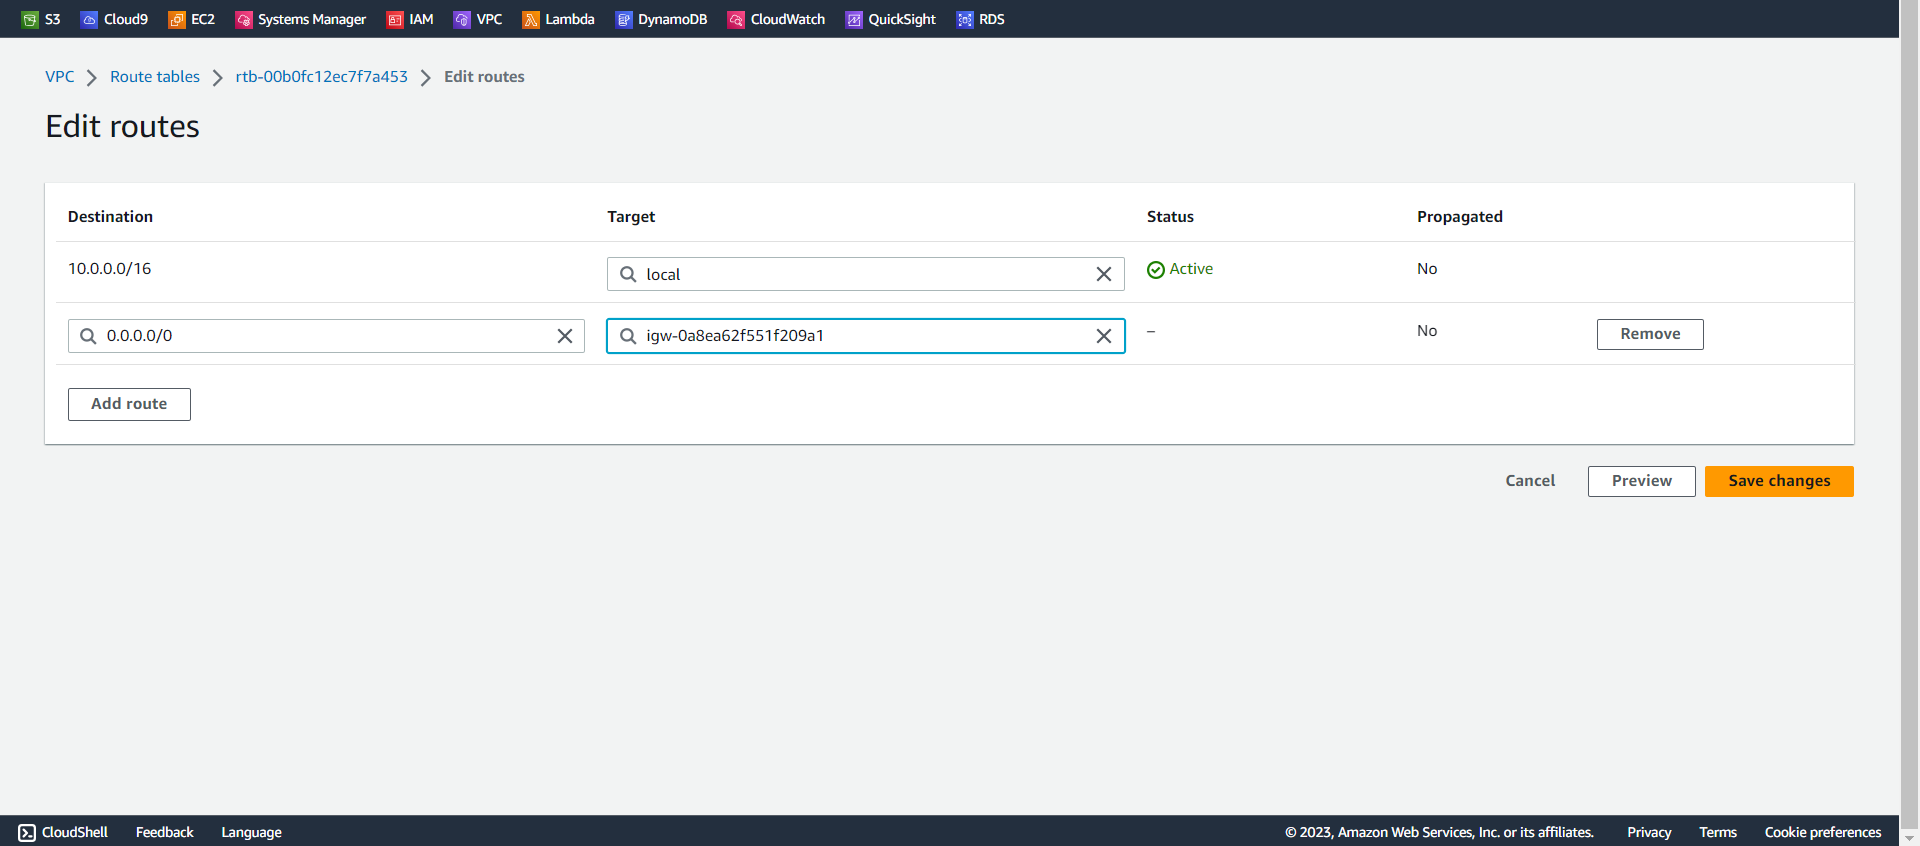 S3 Cloud9 EC2 Systems Manager IAM VPC Lambda DynamoDB CloudWatch QuickSight RDS
VPC Route tables rtb-00b0fc12ec7f7a453 Edit routes
Edit routes
Destination Target Status Propagated
10.0.0.0/16 local Active No
0.0.0.0/0 igw-0a8ea62f551f209a1 – No Remove
Add route
Cancel Preview Save changes
CloudShell Feedback Language © 2023, Amazon Web Services, Inc. or its affiliates. Privacy Terms Cookie preferences